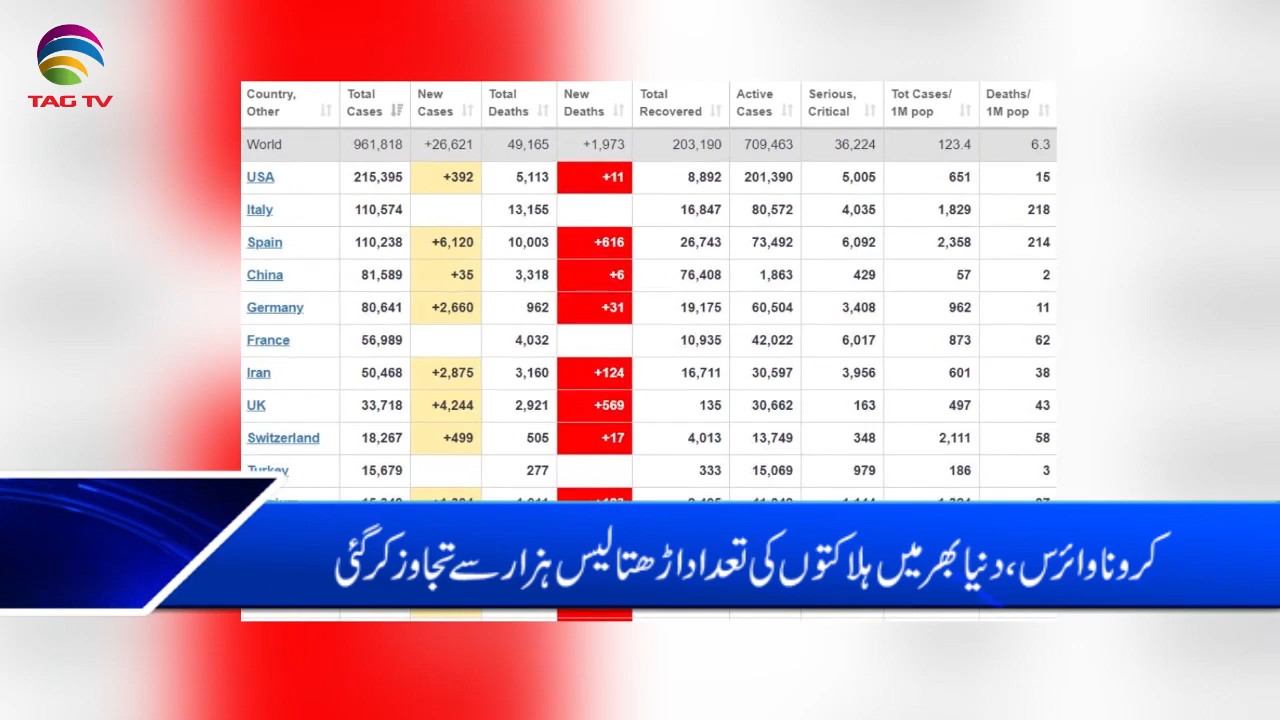 TAG TV
Country, Other Total Cases New Cases Total Deaths New Deaths Total Recovered Active Cases Serious, Critical Tot Cases/ 1M pop Deaths/ 1M pop
World 961,818 +26,621 49,165 +1,973 203,190 709,463 36,224 123.4 6.3
USA 215,395 +392 5,113 +11 8,892 201,390 5,005 651 15
Italy 110,574 13,155 16,847 80,572 4,035 1,829 218
Spain 110,238 +6,120 10,003 +616 26,743 73,492 6,092 2,358 214
China 81,589 +35 3,318 +6 76,408 1,863 429 57 2
Germany 80,641 +2,660 962 +31 19,175 60,504 3,408 962 11
France 56,989 4,032 10,935 42,022 6,017 873 62
Iran 50,468 +2,875 3,160 +124 16,711 30,597 3,956 601 38
UK 33,718 +4,244 2,921 +569 135 30,662 163 497 43
Switzerland 18,267 +499 505 +17 4,013 13,749 348 2,111 58
Turkey 15,679 277 333 15,069 979 186 3
کرونا وائرس، دنیا بھر میں ہلاکتوں کی تعداد اڑھتالیس ہزار سے تجاوز کر گئی